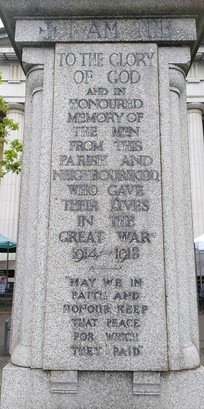 I AM THE
TO THE GLORY
OF GOD
AND IN
HONOURED
MEMORY OF
THE MEN
FROM THIS
PARISH AND
NEIGHBOURHOOD,
WHO GAVE
THEIR LIVES
IN THE
GREAT WAR
1914-1918
"MAY WE IN
FAITH AND
HONOUR KEEP
THAT PEACE
FOR WHICH
THEY PAID"